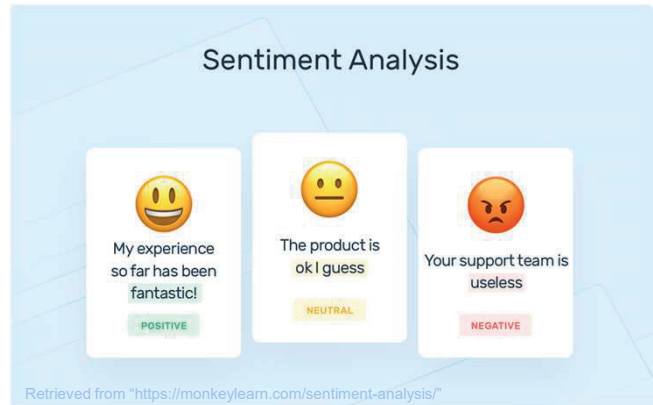 Sentiment Analysis
My experience
so far has been
fantastic!
POSITIVE
The product is
ok I guess
NEUTRAL
Your support team is
useless
NEGATIVE
Retrieved from “https://monkeylearn.com/sentiment-analysis/”